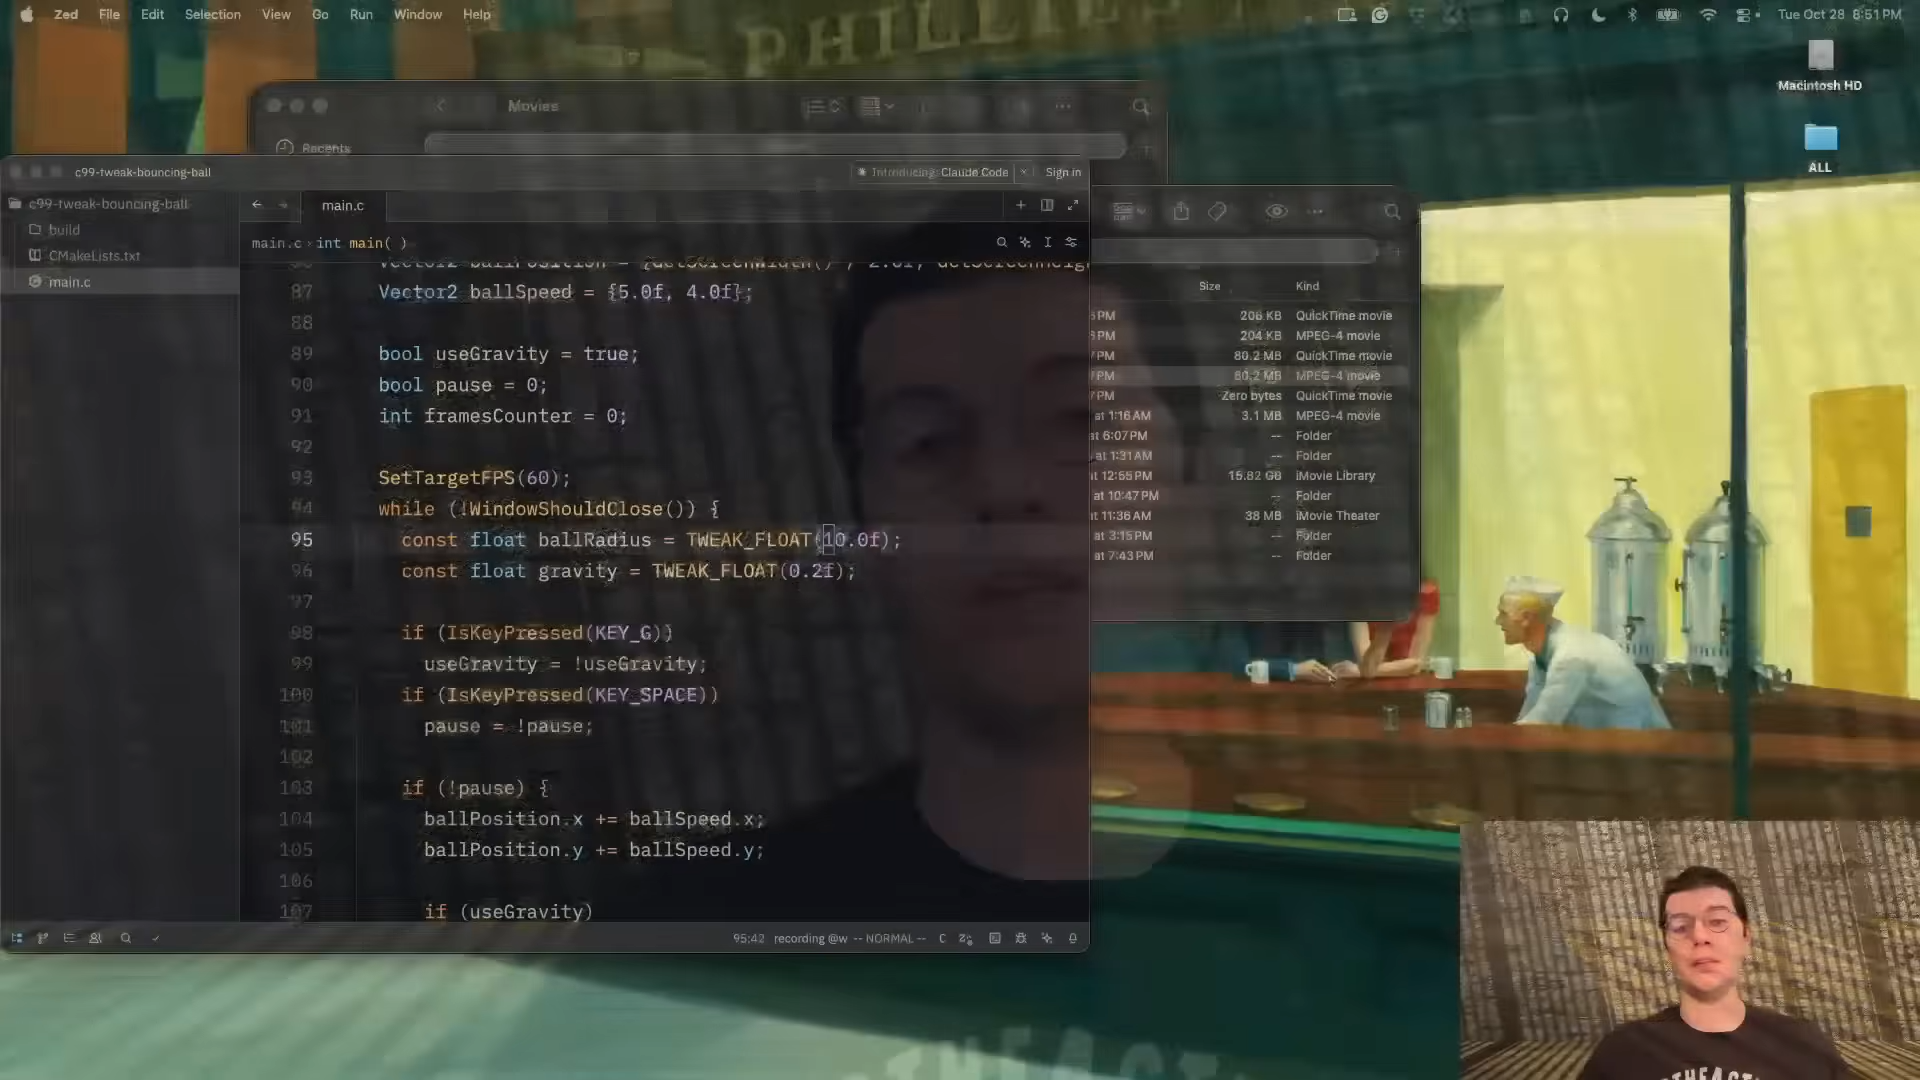 Zed File Edit Selection View Go Run Window Help
Tue Oct 28 8:51 PM
PHILLIES
Macintosh HD
ALL
Movies
Recents
c99-tweak-bouncing-ball
Introducing: Claude Code
Sign in
c99-tweak-bouncing-ball
build
CMakeLists.txt
main.c
main.c
main.c › int main( )
87 Vector2 ballSpeed = {5.0f, 4.0f};
88
89 bool useGravity = true;
90 bool pause = 0;
91 int framesCounter = 0;
92
93 SetTargetFPS(60);
94 while (!WindowShouldClose()) {
95 const float ballRadius = TWEAK_FLOAT(10.0f);
96 const float gravity = TWEAK_FLOAT(0.2f);
97
98 if (IsKeyPressed(KEY_G))
99 useGravity = !useGravity;
100 if (IsKeyPressed(KEY_SPACE))
101 pause = !pause;
102
103 if (!pause) {
104 ballPosition.x += ballSpeed.x;
105 ballPosition.y += ballSpeed.y;
106
107 if (useGravity)
95:42 recording @w -- NORMAL -- C
Size Kind
PM 206 KB QuickTime movie
PM 204 KB MPEG-4 movie
PM 80.2 MB QuickTime movie
PM 80.2 MB MPEG-4 movie
PM Zero bytes QuickTime movie
at 1:16 AM 3.1 MB MPEG-4 movie
at 6:07 PM -- Folder
at 1:31 AM -- Folder
at 12:55 PM 15.82 GB iMovie Library
at 10:47 PM -- Folder
at 11:36 AM 38 MB iMovie Theater
at 3:15 PM -- Folder
at 7:43 PM -- Folder